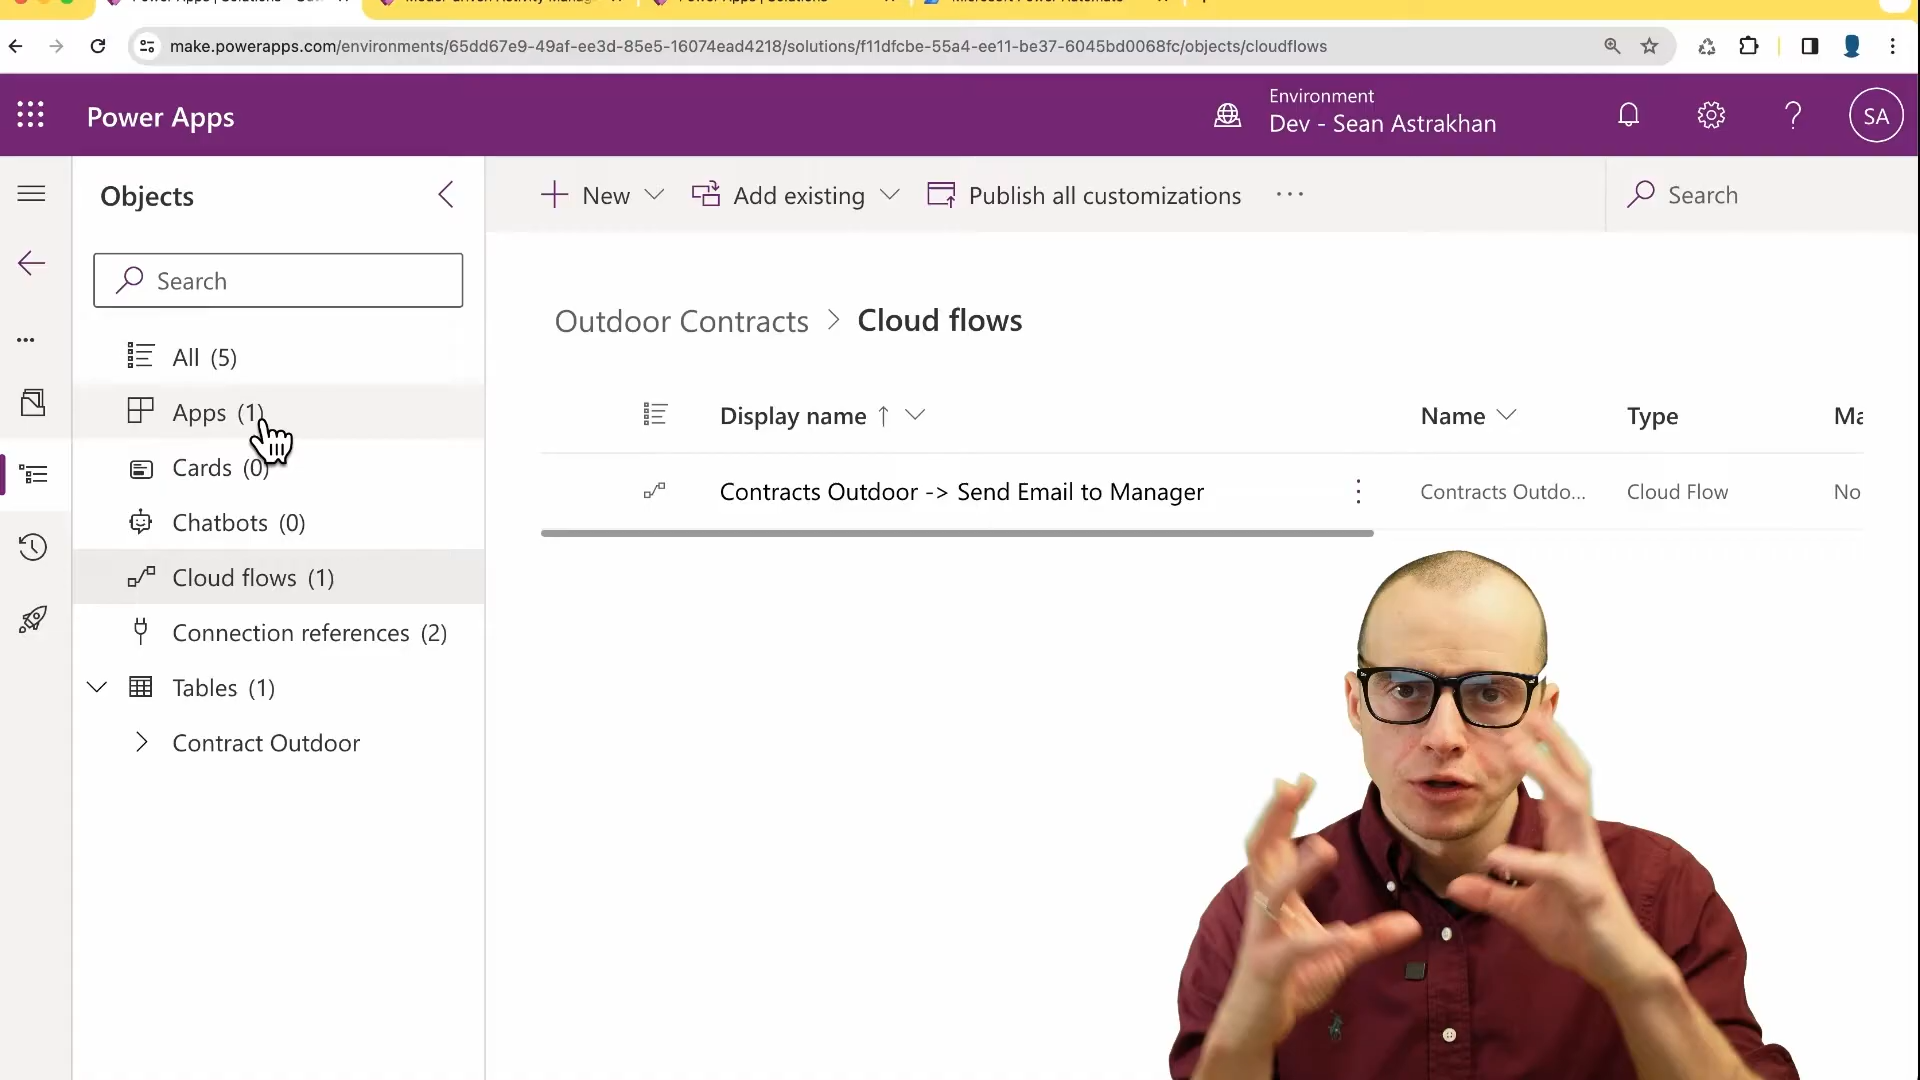 make.powerapps.com/environments/65dd67e9-49af-ee3d-85e5-16074ead4218/solutions/f11dfcbe-55a4-ee11-be37-6045bd0068fc/objects/cloudflows
Power Apps
Environment
Dev - Sean Astrakhan
SA
Objects
New
Add existing
Publish all customizations
Search
Search
All (5)
Apps (1)
Cards (0)
Chatbots (0)
Cloud flows (1)
Connection references (2)
Tables (1)
Contract Outdoor
Outdoor Contracts > Cloud flows
Display name ↑ Name Type Ma
Contracts Outdoor -> Send Email to Manager Contracts Outdo... Cloud Flow No